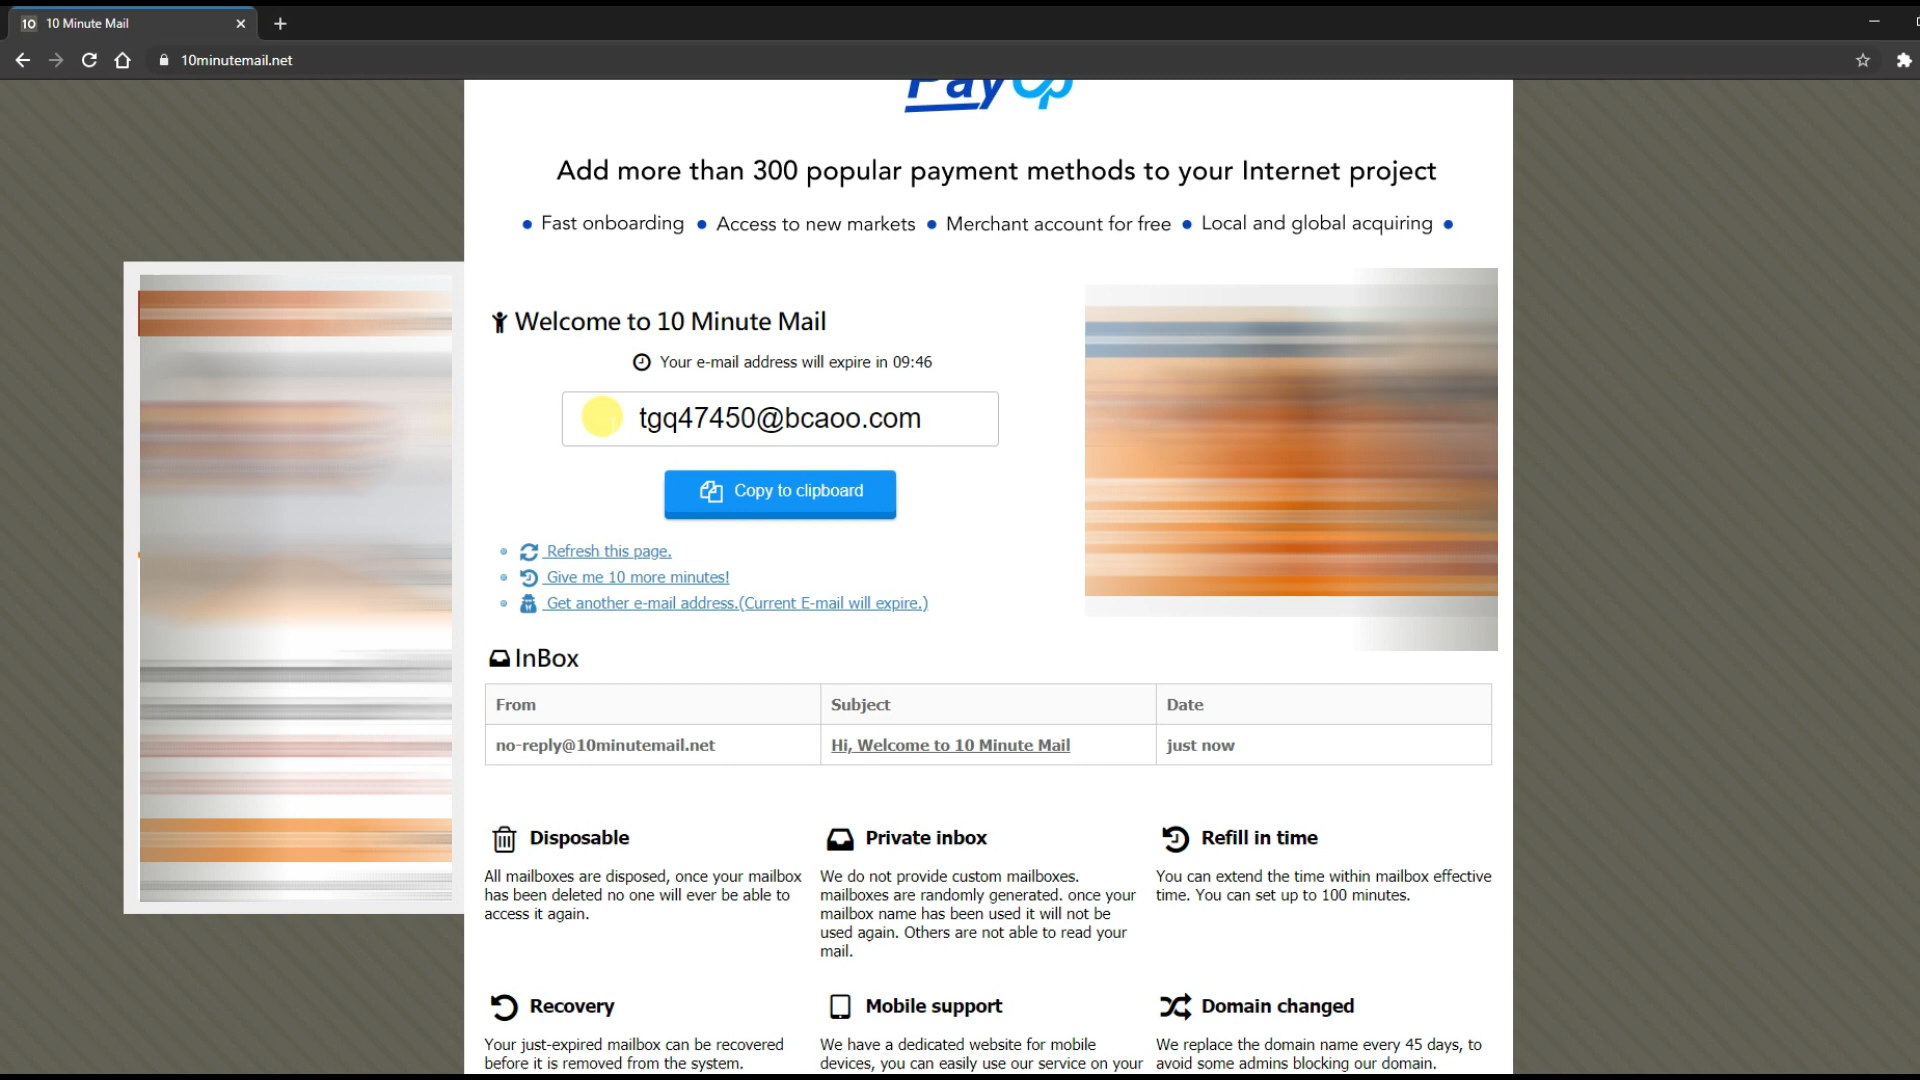 10 10 Minute Mail
10minutemail.net
PayOp
Add more than 300 popular payment methods to your Internet project
• Fast onboarding • Access to new markets • Merchant account for free • Local and global acquiring •
Welcome to 10 Minute Mail
Your e-mail address will expire in 09:46
tgq47450@bcaoo.com
Copy to clipboard
Refresh this page.
Give me 10 more minutes!
Get another e-mail address.(Current E-mail will expire.)
InBox
From Subject Date
no-reply@10minutemail.net Hi, Welcome to 10 Minute Mail just now
Disposable
All mailboxes are disposed, once your mailbox
has been deleted no one will ever be able to
access it again.
Private inbox
We do not provide custom mailboxes.
mailboxes are randomly generated. once your
mailbox name has been used it will not be
used again. Others are not able to read your
mail.
Refill in time
You can extend the time within mailbox effective
time. You can set up to 100 minutes.
Recovery
Your just-expired mailbox can be recovered
before it is removed from the system.
Mobile support
We have a dedicated website for mobile
devices, you can easily use our service on your
Domain changed
We replace the domain name every 45 days, to
avoid some admins blocking our domain.